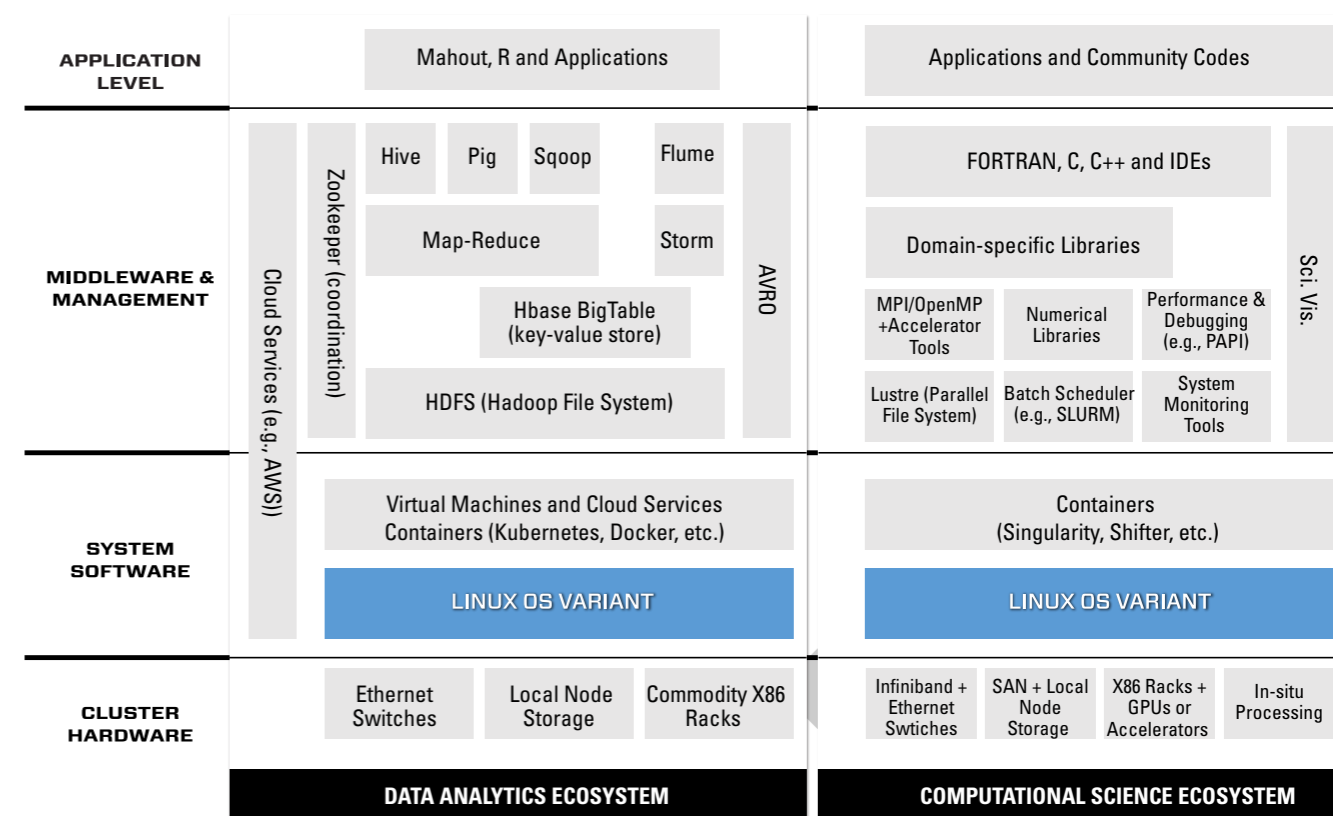 APPLICATION
LEVEL
Mahout, R and Applications
Applications and Community Codes
MIDDLEWARE &
MANAGEMENT
Cloud Services (e.g., AWS))
Zookeeper (coordination)
Hive
Pig
Sqoop
Flume
Map-Reduce
Storm
Hbase BigTable
(key-value store)
HDFS (Hadoop File System)
AVRO
FORTRAN, C, C++ and IDEs
Domain-specific Libraries
MPI/OpenMP
+Accelerator
Tools
Numerical
Libraries
Performance &
Debugging
(e.g., PAPI)
Lustre (Parallel
File System)
Batch Scheduler
(e.g., SLURM)
System
Monitoring
Tools
Sci. Vis.
SYSTEM
SOFTWARE
Virtual Machines and Cloud Services
Containers (Kubernetes, Docker, etc.)
LINUX OS VARIANT
Containers
(Singularity, Shifter, etc.)
LINUX OS VARIANT
CLUSTER
HARDWARE
Ethernet
Switches
Local Node
Storage
Commodity X86
Racks
Infiniband +
Ethernet
Swtiches
SAN + Local
Node
Storage
X86 Racks +
GPUs or
Accelerators
In-situ
Processing
DATA ANALYTICS ECOSYSTEM
COMPUTATIONAL SCIENCE ECOSYSTEM